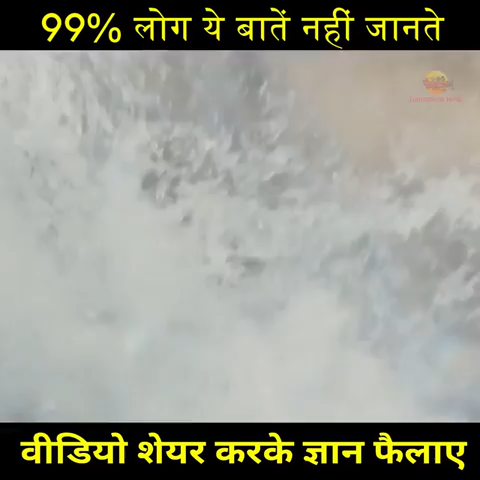 99% लोग ये बातें नहीं जानते
वीडियो शेयर करके ज्ञान फैलाए